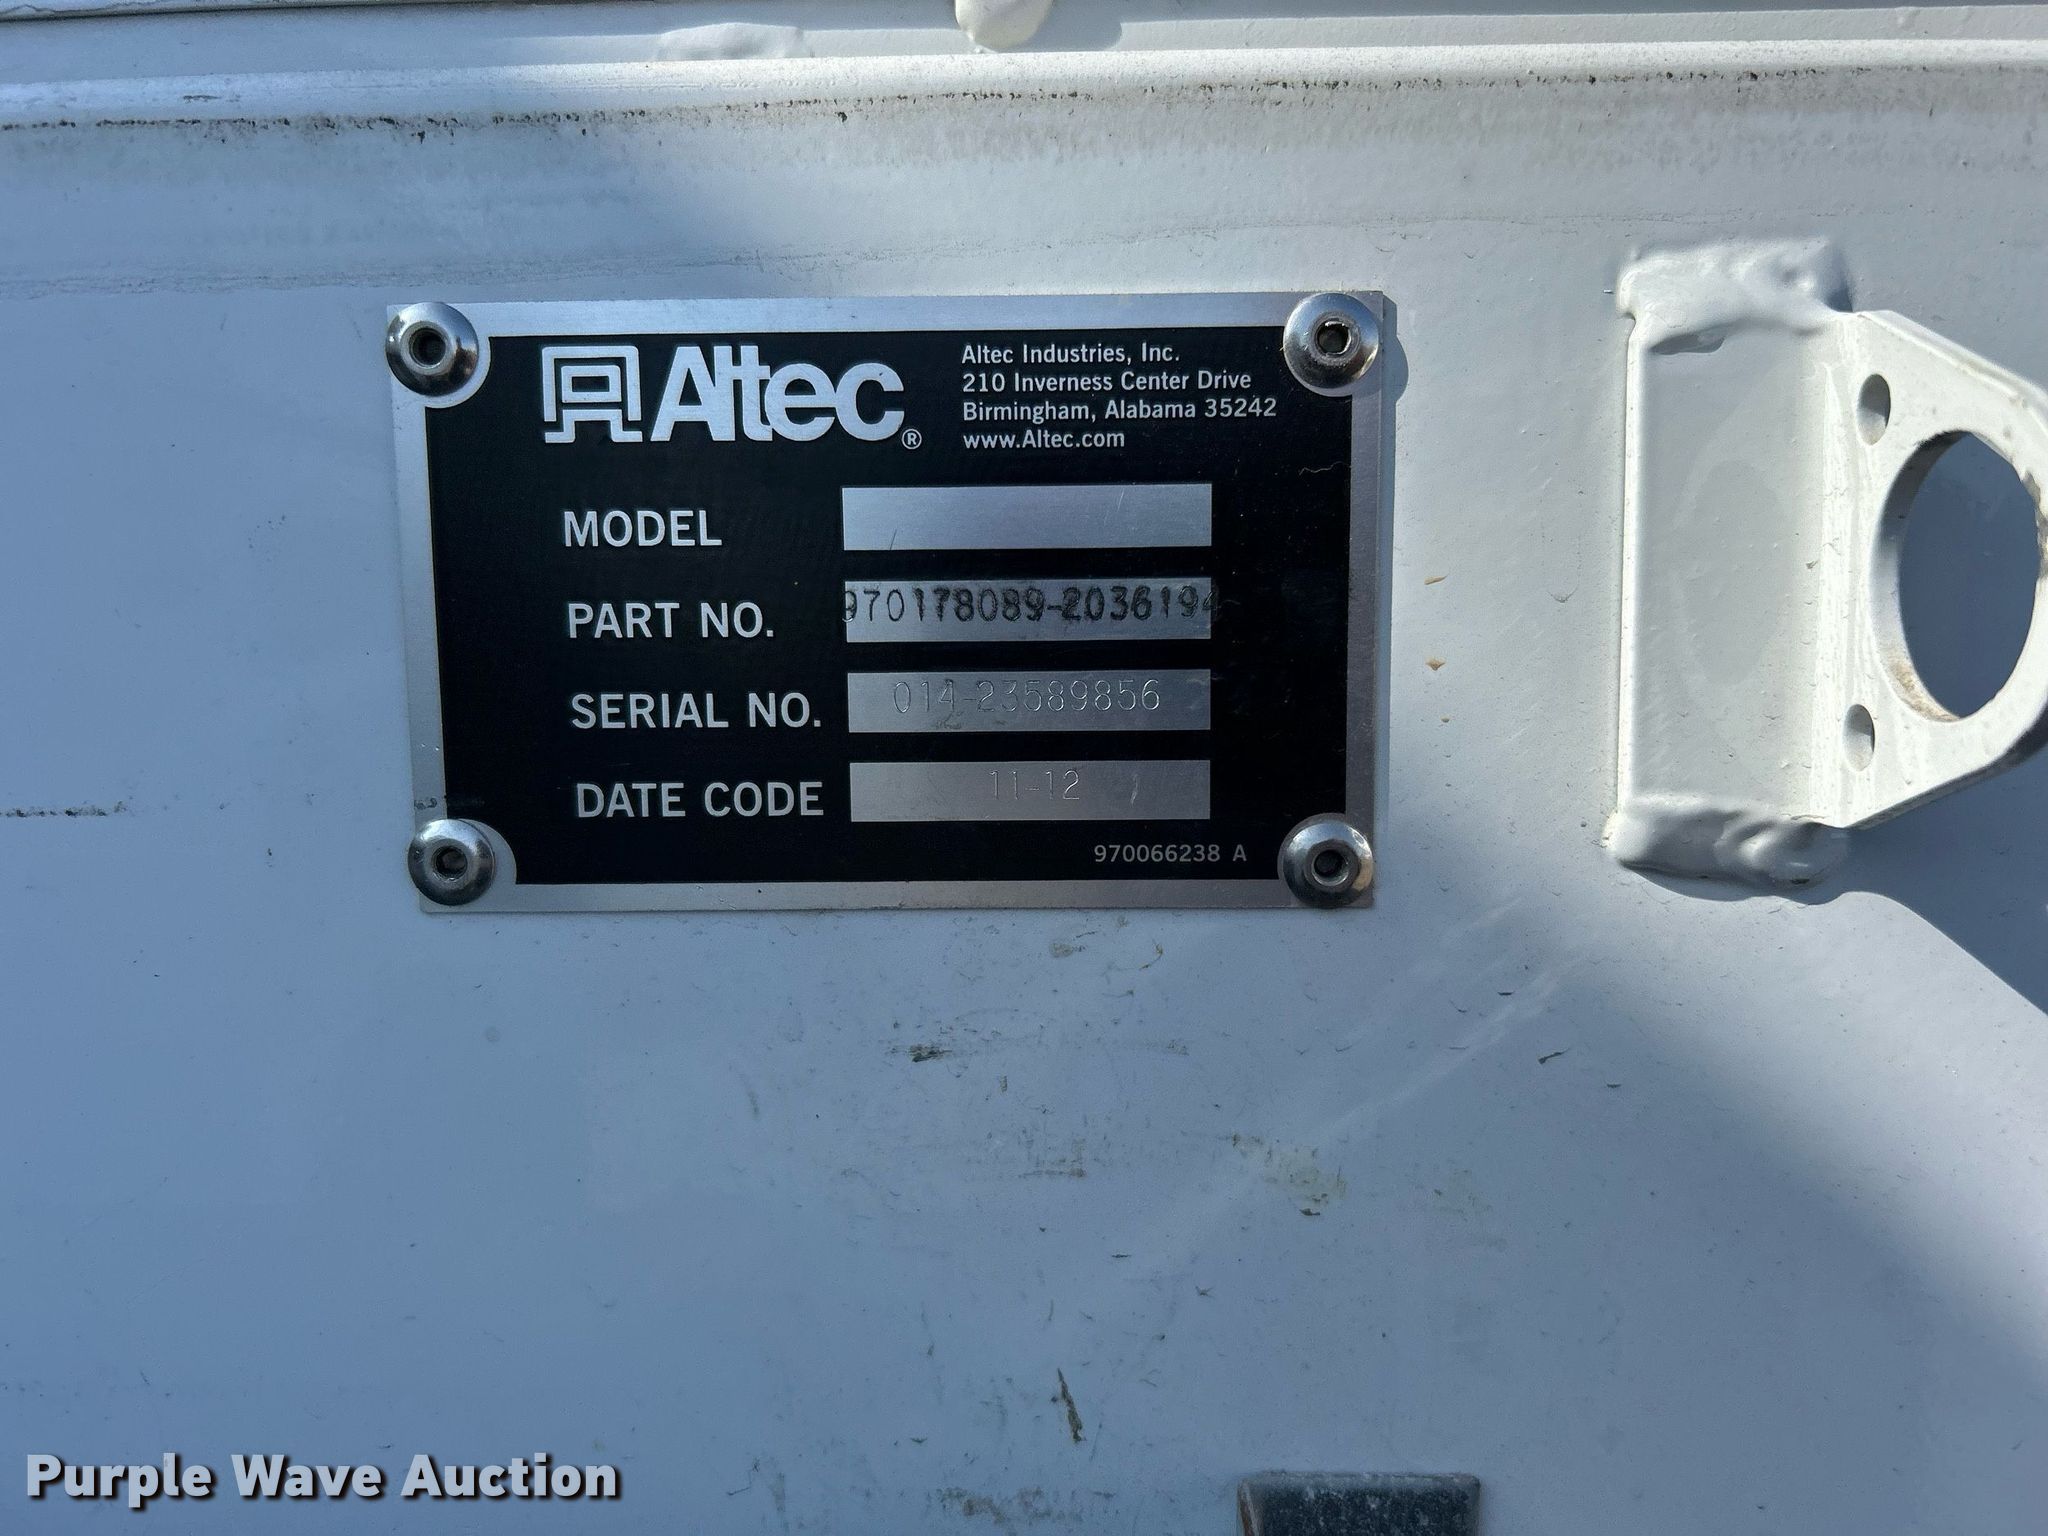 Altec®
Altec Industries, Inc.
210 Inverness Center Drive
Birmingham, Alabama 35242
www.Altec.com
MODEL
PART NO. 970178089-2036194
SERIAL NO. 014-23589856
DATE CODE 11-12
970066238 A
Purple Wave Auction